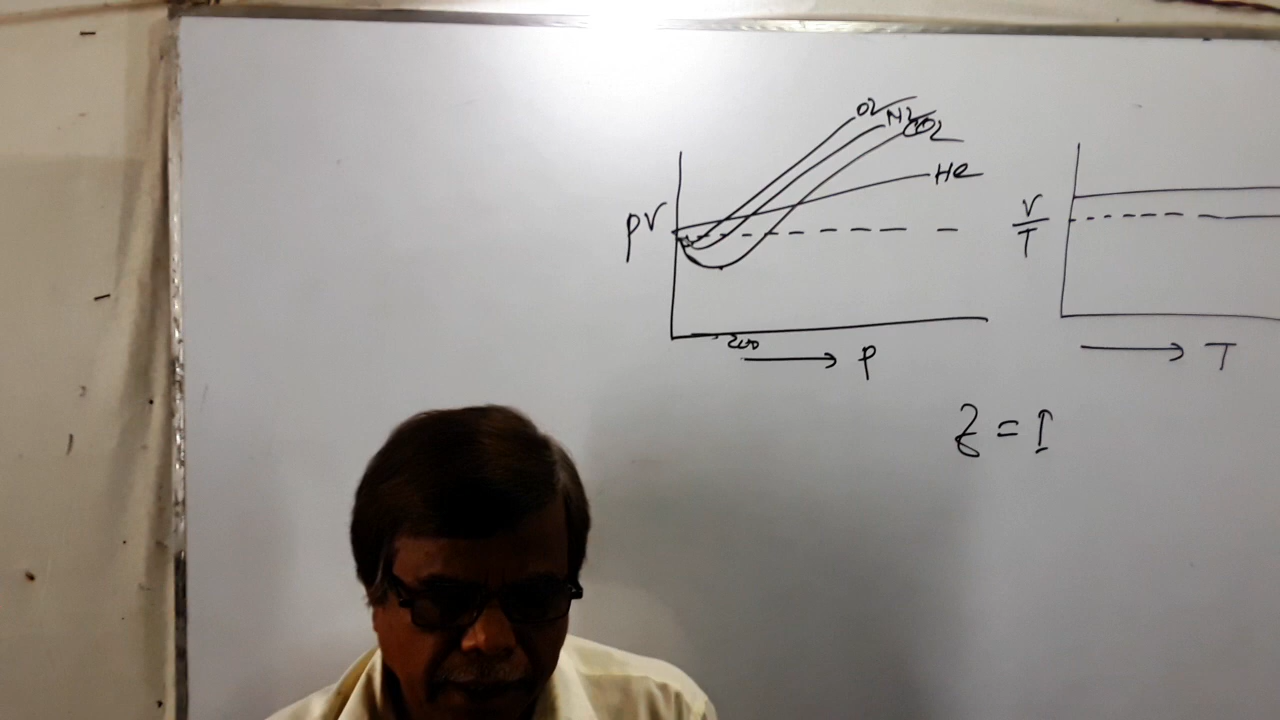 O2
N2
CO2
He
PV
V/T
200
→ P
→ T
Z = 1